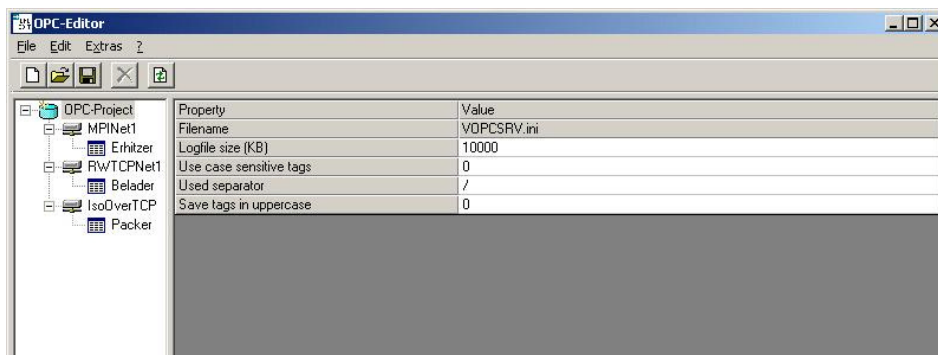 OPC-Editor
File Edit Extras ?
OPC-Project
MPINet1
Erhitzer
RWTCPNet1
Belader
IsoOverTCP
Packer
Property Value
Filename VOPCSRV.ini
Logfile size (KB) 10000
Use case sensitive tags 0
Used separator /
Save tags in uppercase 0